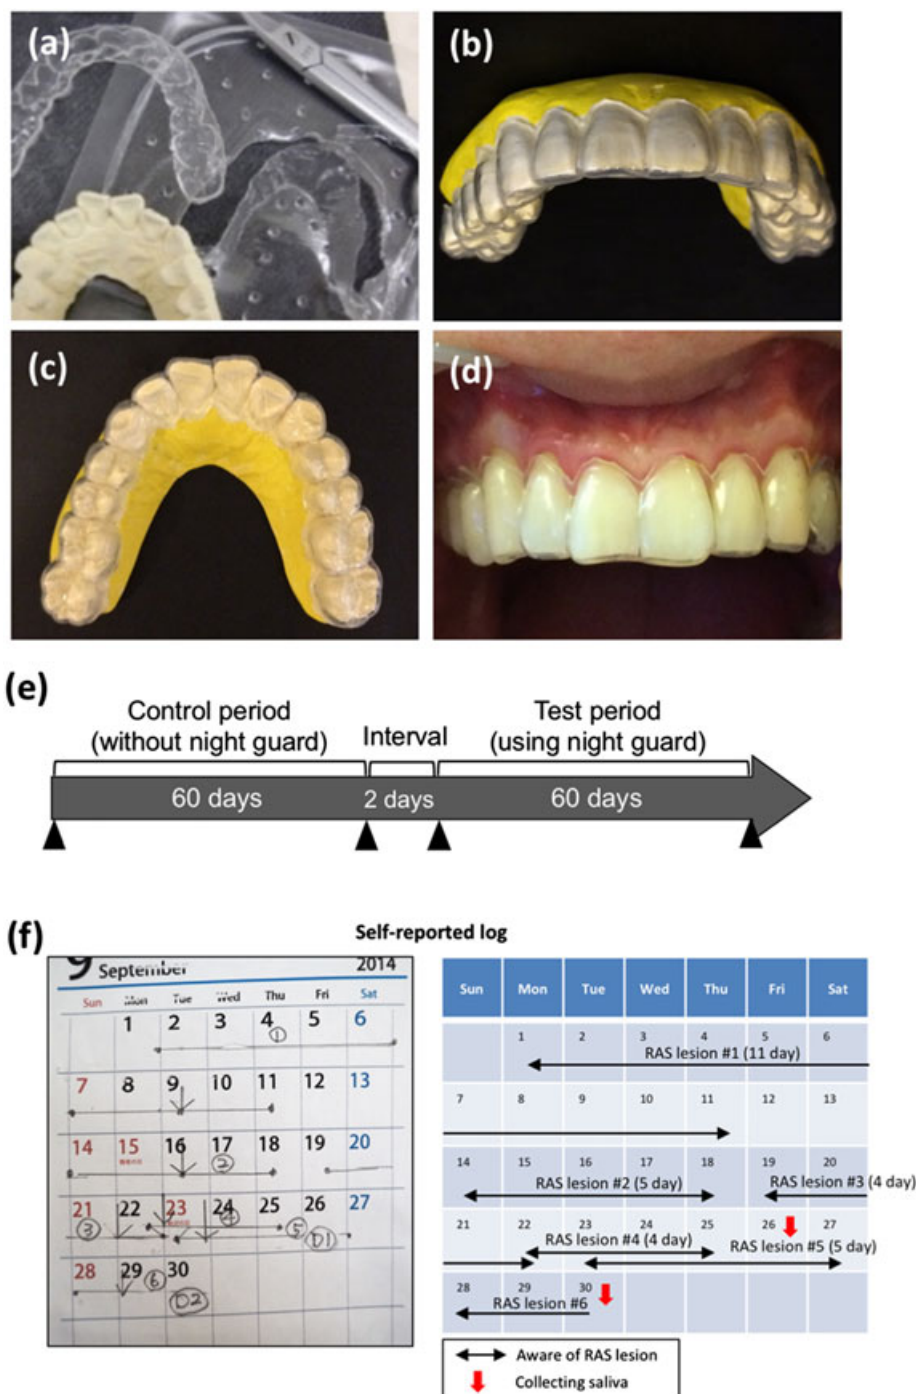 (a)
(b)
(c)
(d)
(e)
Control period
(without night guard)
Interval
Test period
(using night guard)
60 days
2 days
60 days
(f)
Self-reported log
9 September 2014
Sun Mon Tue Wed Thu Fri Sat
1 2 3 4 5 6
①
7 8 9 10 11 12 13
14 15 16 17 18 19 20
②
21 22 23 24 25 26 27
③ ④ ⑤ D1
28 29 30
⑥ D2
Sun Mon Tue Wed Thu Fri Sat
1 2 3 4 5 6
RAS lesion #1 (11 day)
7 8 9 10 11 12 13
14 15 16 17 18 19 20
RAS lesion #2 (5 day) RAS lesion #3 (4 day)
21 22 23 24 25 26 27
RAS lesion #4 (4 day) RAS lesion #5 (5 day)
28 29 30
RAS lesion #6
Aware of RAS lesion
Collecting saliva